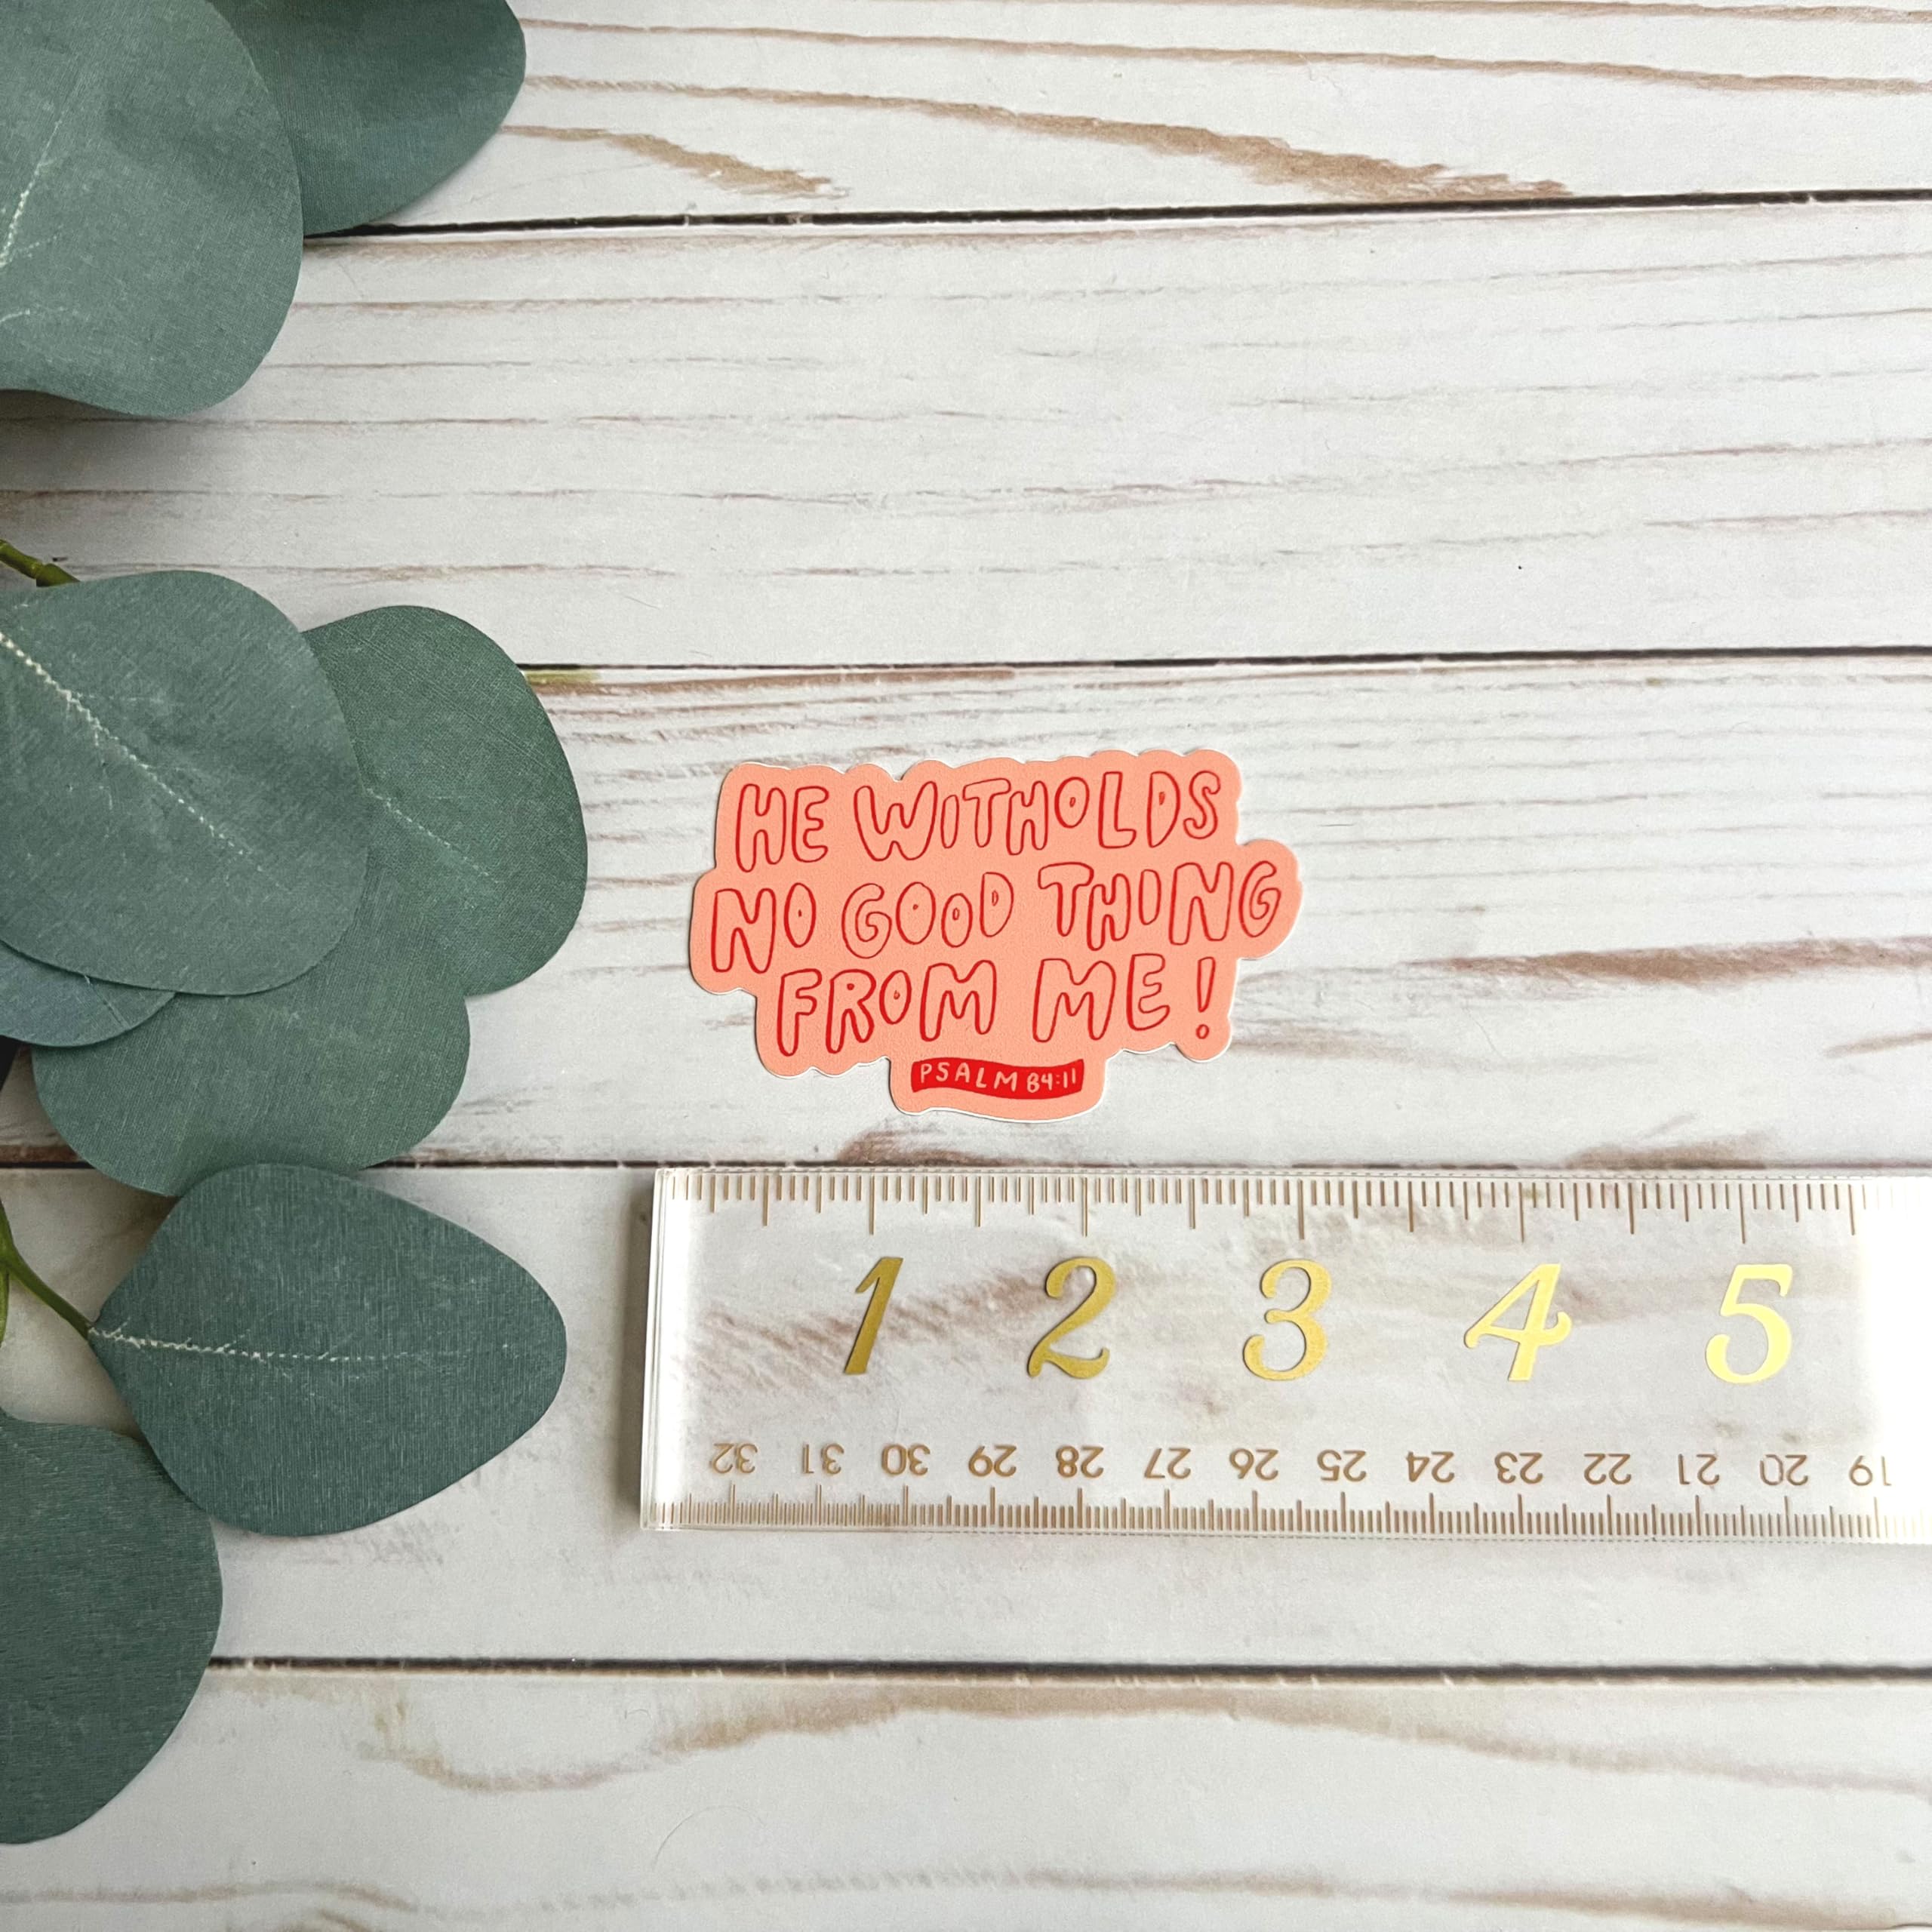 HE WITHOLDS
NO GOOD THING
FROM ME!
PSALM 84:11
1 2 3 4 5
32 31 30 29 28 27 26 25 24 23 22 21 20 19